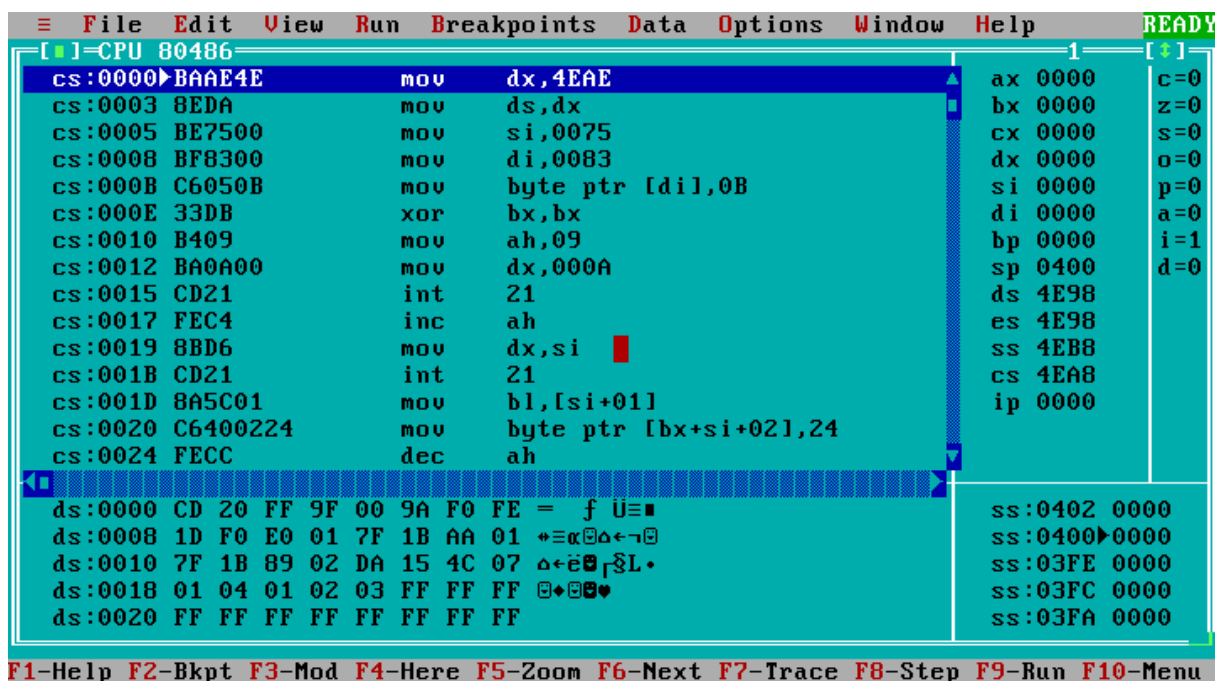 ≡ File Edit View Run Breakpoints Data Options Window Help READY
[■]=CPU 80486 1 [↕]
cs:0000►BAAE4E mov dx,4EAE ax 0000 c=0
cs:0003 8EDA mov ds,dx bx 0000 z=0
cs:0005 BE7500 mov si,0075 cx 0000 s=0
cs:0008 BF8300 mov di,0083 dx 0000 o=0
cs:000B C6050B mov byte ptr [di],0B si 0000 p=0
cs:000E 33DB xor bx,bx di 0000 a=0
cs:0010 B409 mov ah,09 bp 0000 i=1
cs:0012 BA0A00 mov dx,000A sp 0400 d=0
cs:0015 CD21 int 21 ds 4E98
cs:0017 FEC4 inc ah es 4E98
cs:0019 8BD6 mov dx,si ss 4EB8
cs:001B CD21 int 21 cs 4EA8
cs:001D 8A5C01 mov bl,[si+01] ip 0000
cs:0020 C6400224 mov byte ptr [bx+si+02],24
cs:0024 FECC dec ah
ds:0000 CD 20 FF 9F 00 9A F0 FE = ƒ Ü≡■ ss:0402 0000
ds:0008 1D F0 E0 01 7F 1B AA 01 ↔≡α☺⌂←¬☺ ss:0400►0000
ds:0010 7F 1B 89 02 DA 15 4C 07 ⌂←ë☻┌§L• ss:03FE 0000
ds:0018 01 04 01 02 03 FF FF FF ☺♦☺☻♥ ss:03FC 0000
ds:0020 FF FF FF FF FF FF FF FF ss:03FA 0000
F1-Help F2-Bkpt F3-Mod F4-Here F5-Zoom F6-Next F7-Trace F8-Step F9-Run F10-Menu